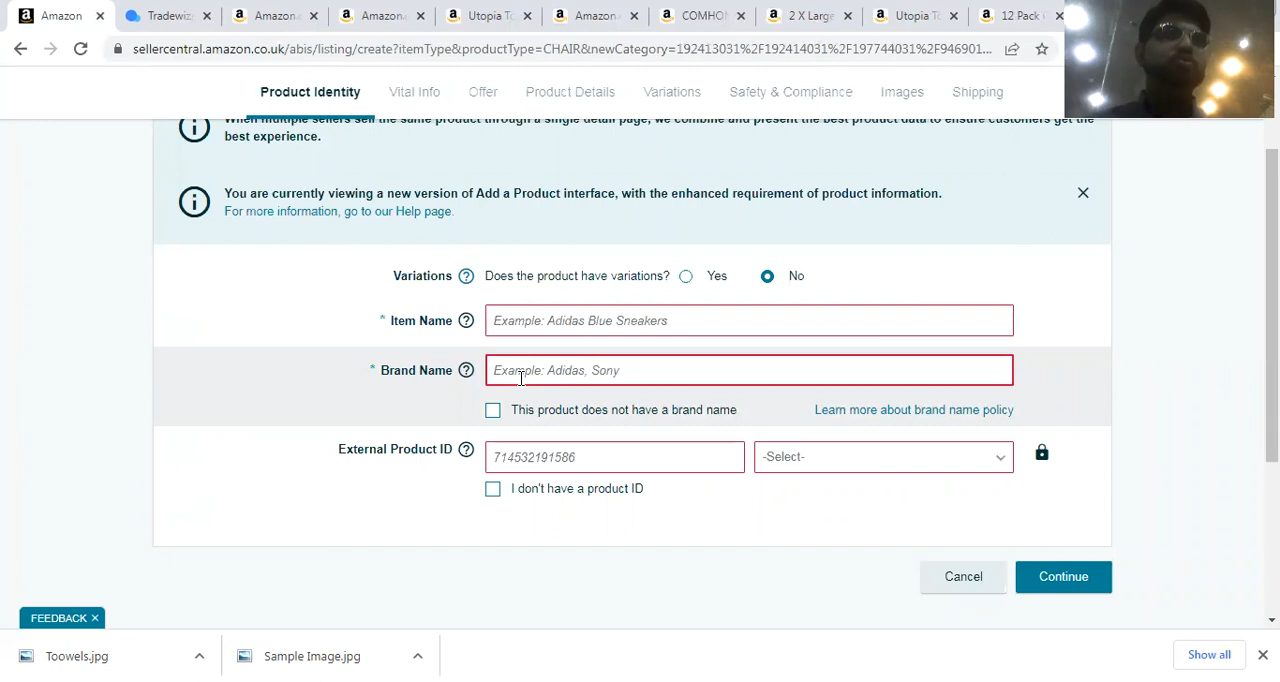 Amazon
Tradewiz
Amazon.
Amazon.
Utopia To
Amazon
COMHO
2 X Large
Utopia To
12 Pack
sellercentral.amazon.co.uk/abis/listing/create?itemType&productType=CHAIR&newCategory=192413031%2F192414031%2F197744031%2F946901...
Product Identity
Vital Info
Offer
Product Details
Variations
Safety & Compliance
Images
Shipping
When multiple sellers sell the same product through a single detail page, we combine and present the best product data to ensure customers get the
best experience.
You are currently viewing a new version of Add a Product interface, with the enhanced requirement of product information.
For more information, go to our Help page.
Variations ? Does the product have variations? Yes No
* Item Name ? Example: Adidas Blue Sneakers
* Brand Name ? Example: Adidas, Sony
This product does not have a brand name Learn more about brand name policy
External Product ID ? 714532191586 -Select-
I don't have a product ID
Cancel Continue
FEEDBACK ×
Toowels.jpg Sample Image.jpg Show all